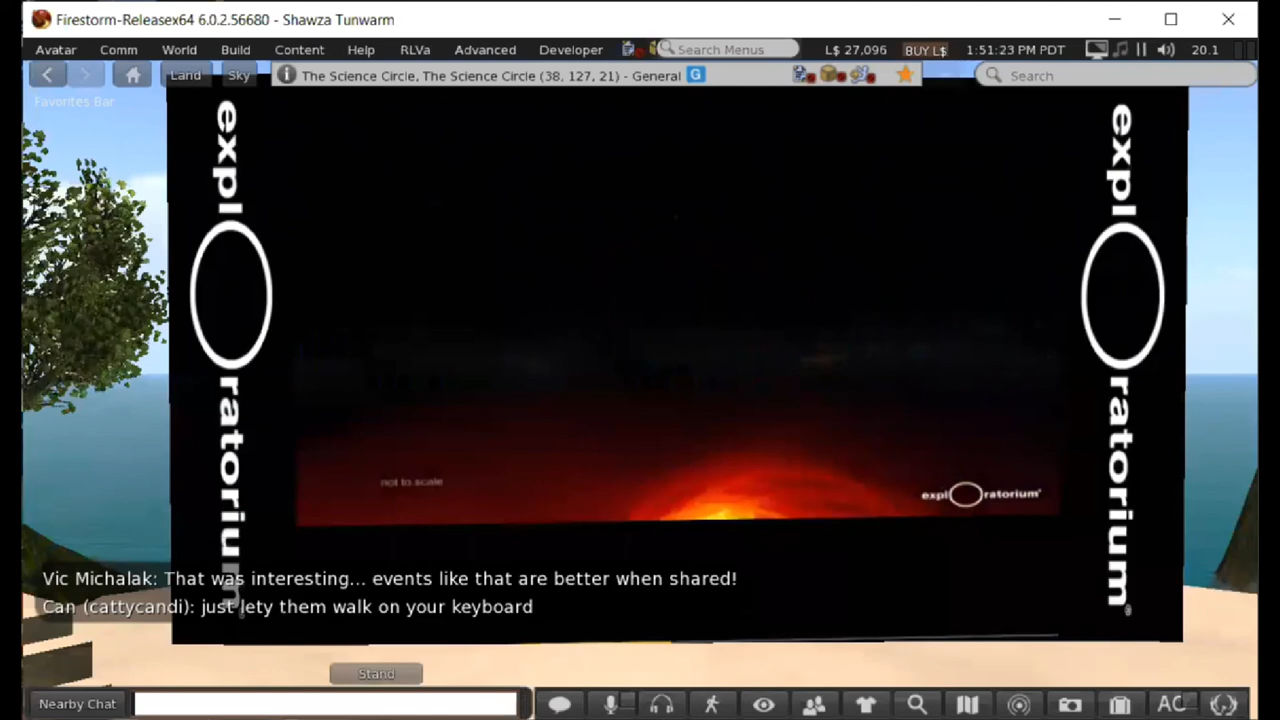 Firestorm-Releasex64 6.0.2.56680 - Shawza Tunwarm
Avatar Comm World Build Content Help RLVa Advanced Developer Search Menus L$ 27,096 BUY L$ 1:51:23 PM PDT 20.1
Land Sky The Science Circle, The Science Circle (38, 127, 21) - General G Search
Favorites Bar
exploratorium
exploratorium
not to scale
exploratorium
Vic Michalak: That was interesting... events like that are better when shared!
Can (cattycandi): just lety them walk on your keyboard
Stand
Nearby Chat AC